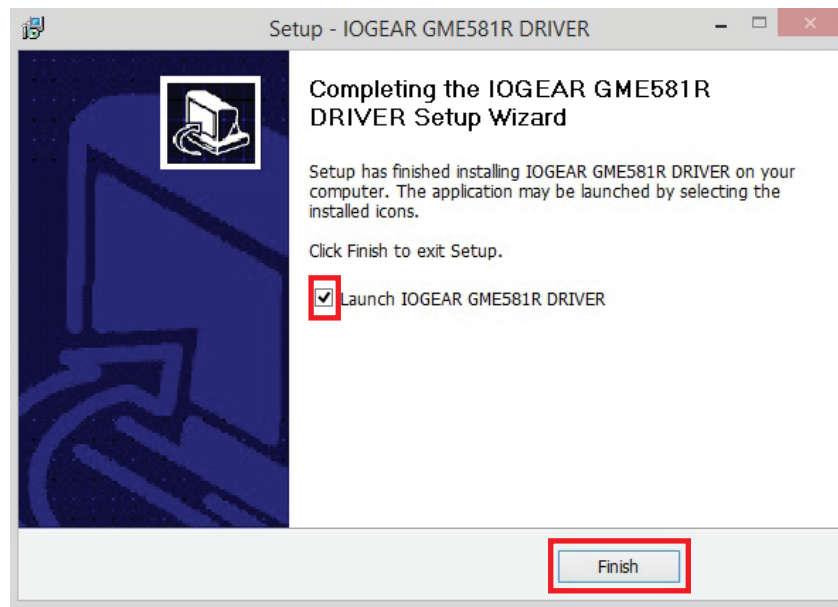 Setup - IOGEAR GME581R DRIVER
Completing the IOGEAR GME581R
DRIVER Setup Wizard
Setup has finished installing IOGEAR GME581R DRIVER on your
computer. The application may be launched by selecting the
installed icons.
Click Finish to exit Setup.
Launch IOGEAR GME581R DRIVER
Finish